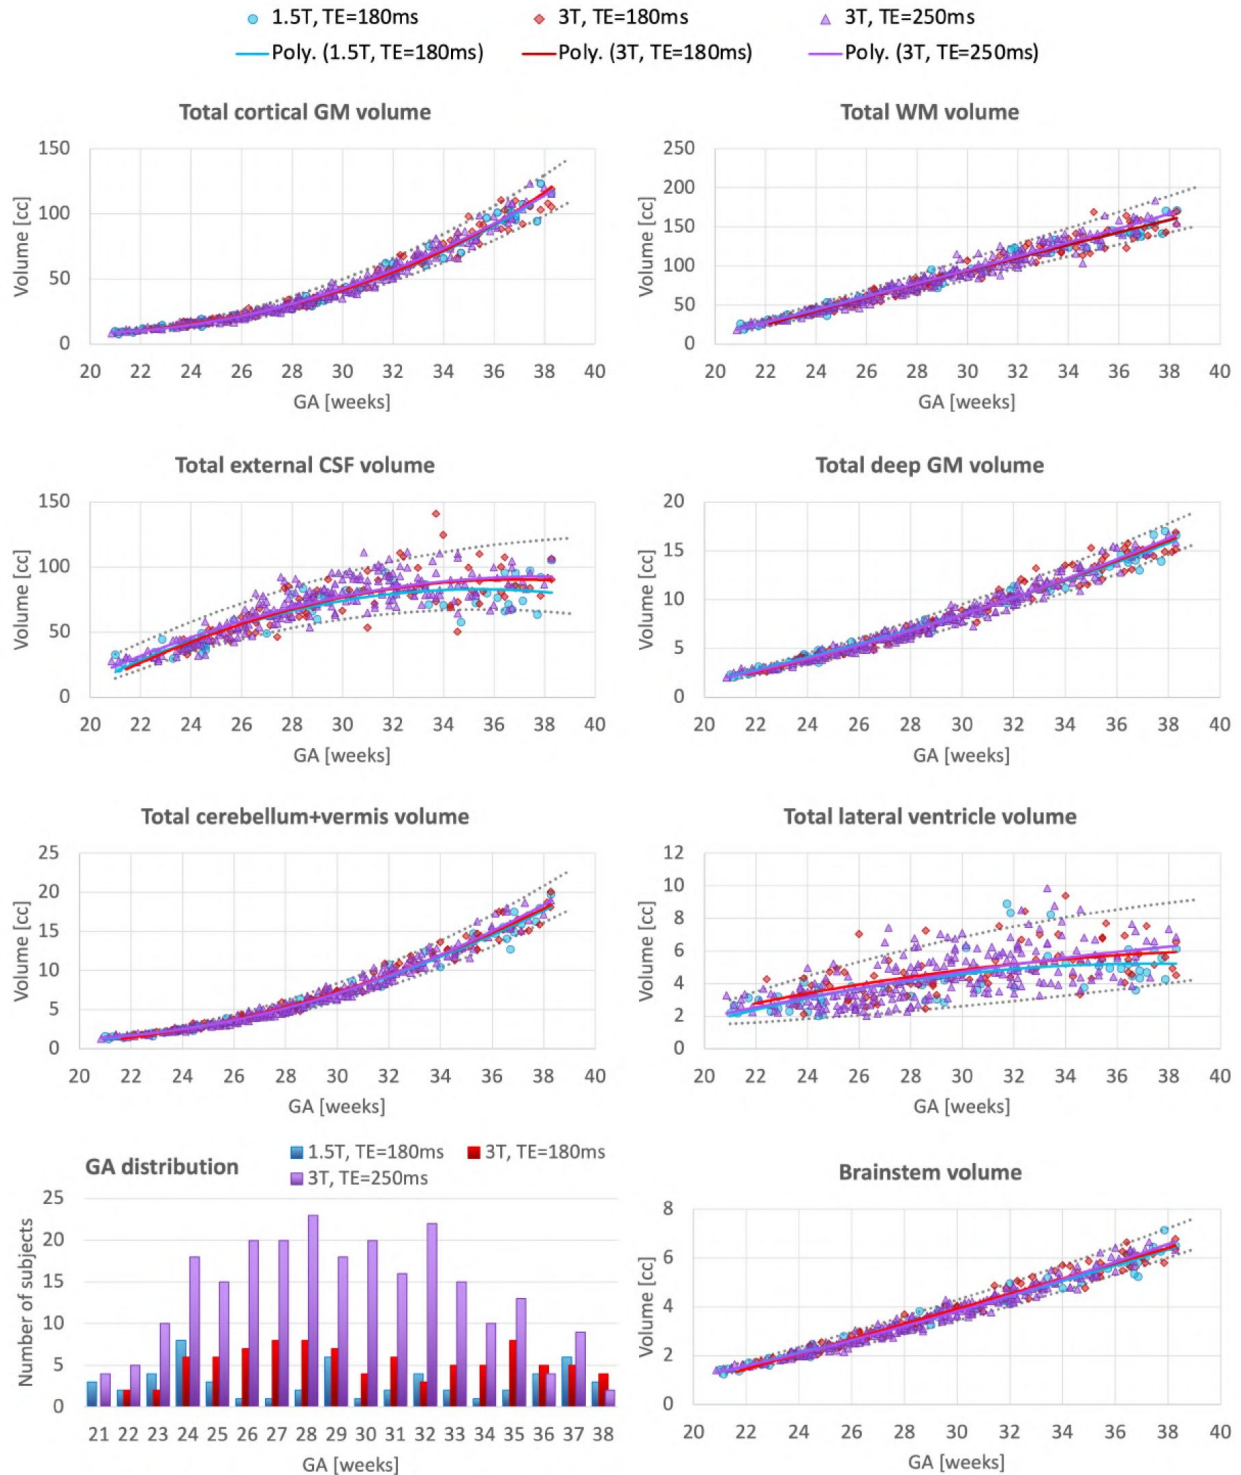 1.5T, TE=180ms 3T, TE=180ms 3T, TE=250ms
Poly. (1.5T, TE=180ms) Poly. (3T, TE=180ms) Poly. (3T, TE=250ms)
Total cortical GM volume
150
100
50
0
Volume [cc]
20 22 24 26 28 30 32 34 36 38 40
GA [weeks]
Total WM volume
250
200
150
100
50
0
Volume [cc]
20 22 24 26 28 30 32 34 36 38 40
GA [weeks]
Total external CSF volume
150
100
50
0
Volume [cc]
20 22 24 26 28 30 32 34 36 38 40
GA [weeks]
Total deep GM volume
20
15
10
5
0
Volume [cc]
20 22 24 26 28 30 32 34 36 38 40
GA [weeks]
Total cerebellum+vermis volume
25
20
15
10
5
0
Volume [cc]
20 22 24 26 28 30 32 34 36 38 40
GA [weeks]
Total lateral ventricle volume
12
10
8
6
4
2
0
Volume [cc]
20 22 24 26 28 30 32 34 36 38 40
GA [weeks]
GA distribution
1.5T, TE=180ms 3T, TE=180ms
3T, TE=250ms
25
20
15
10
5
0
Number of subjects
21 22 23 24 25 26 27 28 29 30 31 32 33 34 35 36 37 38
GA [weeks]
Brainstem volume
8
6
4
2
0
Volume [cc]
20 22 24 26 28 30 32 34 36 38 40
GA [weeks]